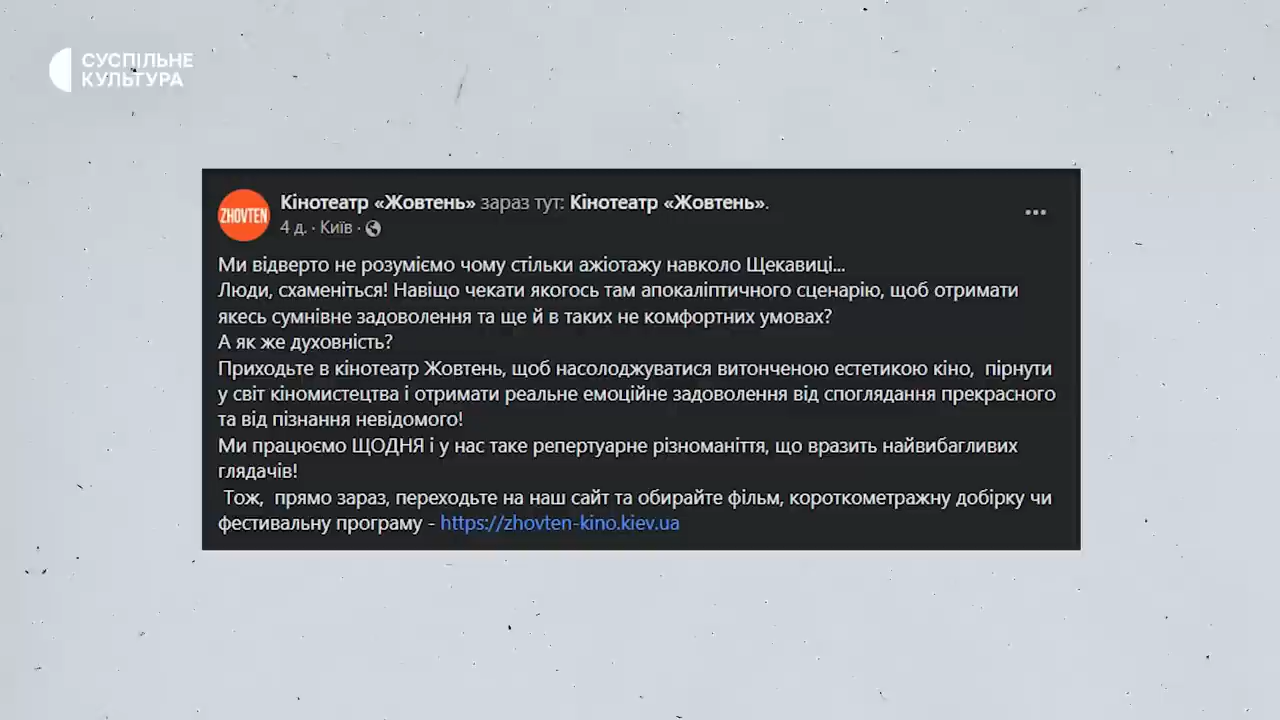 СУСПІЛЬНЕ
КУЛЬТУРА
ZHOVTEN
Кінотеатр «Жовтень» зараз тут: Кінотеатр «Жовтень».
4 д. · Київ ·
Ми відверто не розуміємо чому стільки ажіотажу навколо Щекавиці...
Люди, схаменіться! Навіщо чекати якогось там апокаліптичного сценарію, щоб отримати
якесь сумнівне задоволення та ще й в таких не комфортних умовах?
А як же духовність?
Приходьте в кінотеатр Жовтень, щоб насолоджуватися витонченою естетикою кіно,  пірнути
у світ кіномистецтва і отримати реальне емоційне задоволення від споглядання прекрасного
та від пізнання невідомого!
Ми працюємо ЩОДНЯ і у нас таке репертуарне різноманіття, що вразить найвибагливих
глядачів!
Тож,  прямо зараз, переходьте на наш сайт та обирайте фільм, короткометражну добірку чи
фестивальну програму - https://zhovten-kino.kiev.ua